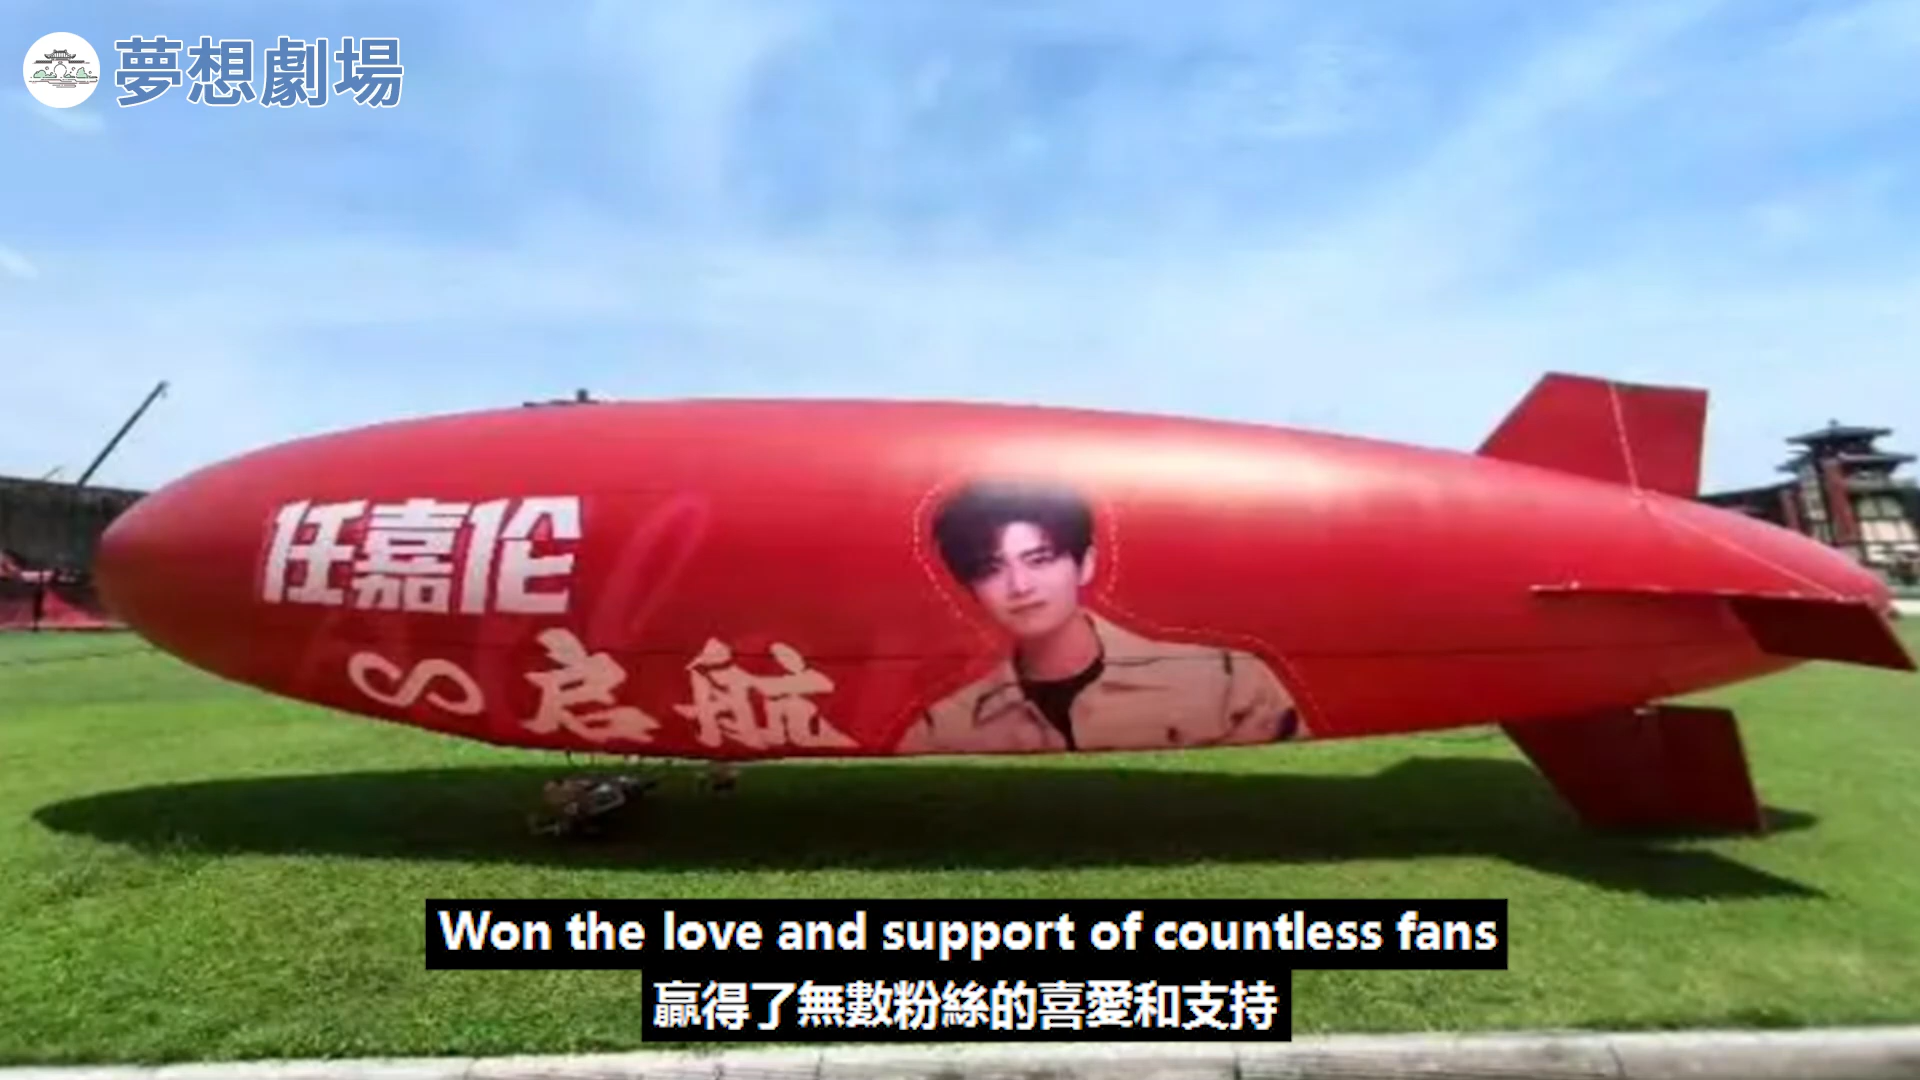 夢想劇場
任嘉伦
∞启航
Won the love and support of countless fans
贏得了無數粉絲的喜愛和支持